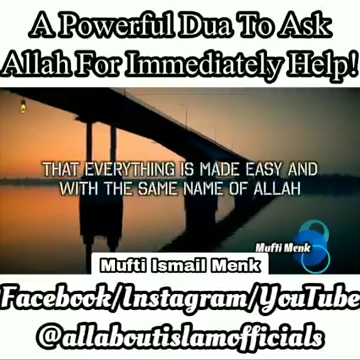 A Powerful Dua To Ask
Allah For Immediately Help!
THAT EVERYTHING IS MADE EASY AND
WITH THE SAME NAME OF ALLAH
Mufti Menk
Mufti Ismail Menk
Facebook/Instagram/YouTube
@allaboutislamofficials